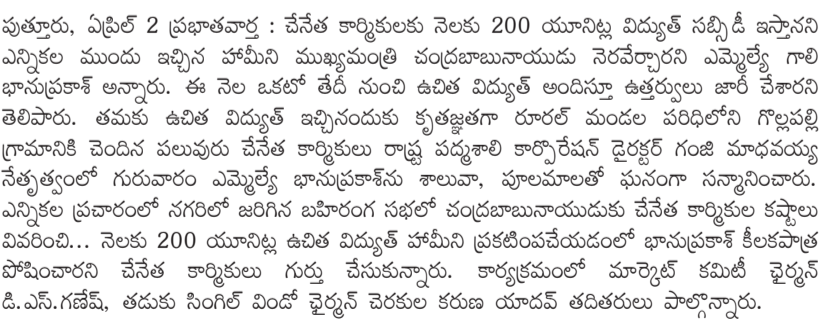 పుత్తూరు, ఏప్రిల్ 2 ప్రభాతవార్త : చేనేత కార్మికులకు నెలకు 200 యూనిట్ల విద్యుత్ సబ్సిడీ ఇస్తానని
ఎన్నికల ముందు ఇచ్చిన హామీని ముఖ్యమంత్రి చంద్రబాబునాయుడు నెరవేర్చారని ఎమ్మెల్యే గాలి
భానుప్రకాశ్ అన్నారు. ఈ నెల ఒకటో తేదీ నుంచి ఉచిత విద్యుత్ అందిస్తూ ఉత్తర్వులు జారీ చేశారని
తెలిపారు. తమకు ఉచిత విద్యుత్ ఇచ్చినందుకు కృతజ్ఞతగా రూరల్ మండల పరిధిలోని గొల్లపల్లి
గ్రామానికి చెందిన పలువురు చేనేత కార్మికులు రాష్ట్ర పద్మశాలి కార్పొరేషన్ డైరక్టర్ గంజి మాధవయ్య
నేతృత్వంలో గురువారం ఎమ్మెల్యే భానుప్రకాశ్‌ను శాలువా, పూలమాలతో ఘనంగా సన్మానించారు.
ఎన్నికల ప్రచారంలో నగరిలో జరిగిన బహిరంగ సభలో చంద్రబాబునాయుడుకు చేనేత కార్మికుల కష్టాలు
వివరించి... నెలకు 200 యూనిట్ల ఉచిత విద్యుత్ హామీని ప్రకటింపచేయడంలో భానుప్రకాశ్ కీలకపాత్ర
పోషించారని చేనేత కార్మికులు గుర్తు చేసుకున్నారు. కార్యక్రమంలో మార్కెట్ కమిటీ ఛైర్మన్
డి.ఎస్.గణేష్, తడుకు సింగిల్ విండో ఛైర్మన్ చెరకుల కరుణ యాదవ్ తదితరులు పాల్గొన్నారు.